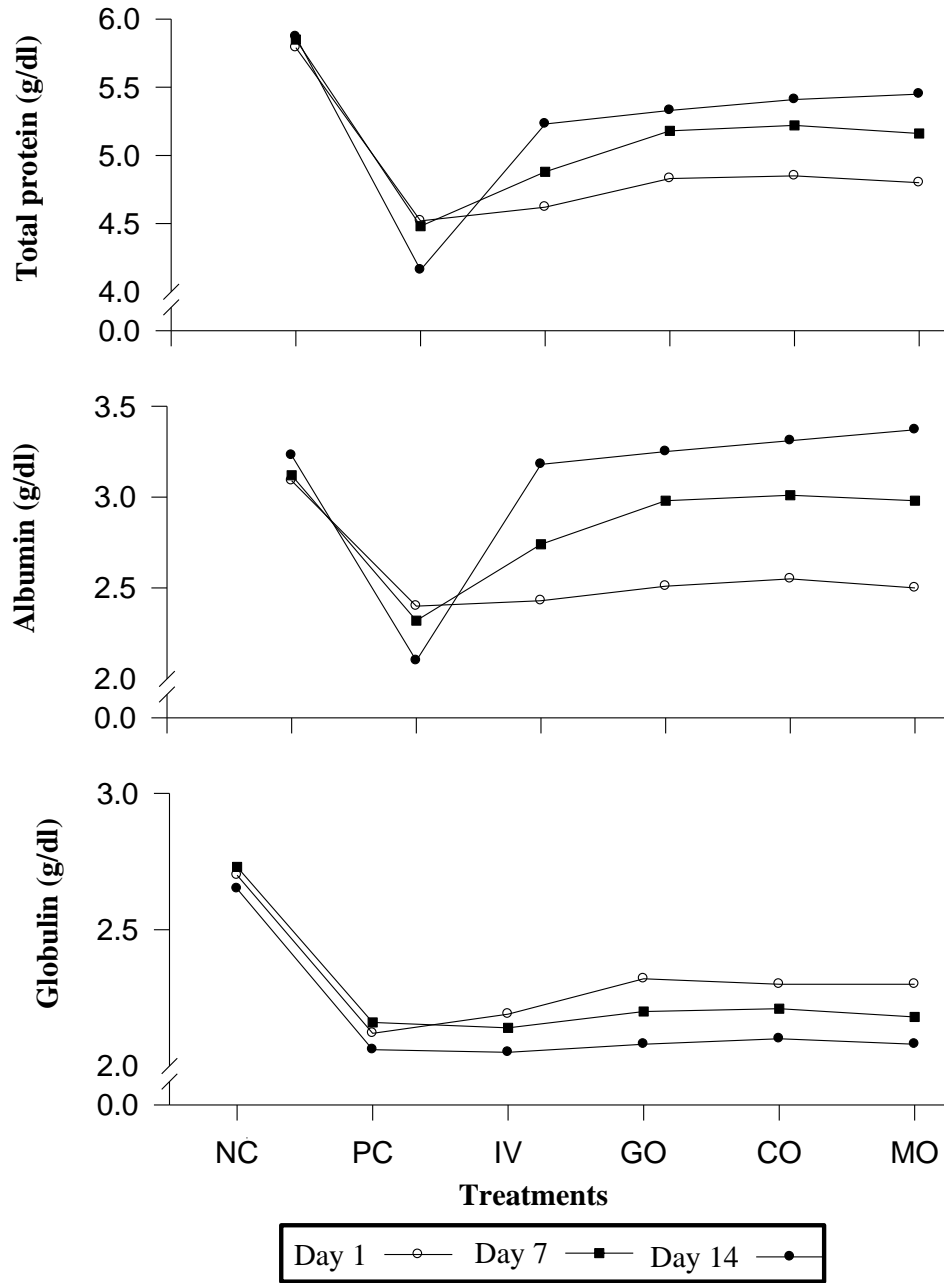 Total protein (g/dl)
6.0
5.5
5.0
4.5
4.0
0.0
Albumin (g/dl)
3.5
3.0
2.5
2.0
0.0
Globulin (g/dl)
3.0
2.5
2.0
0.0
NC PC IV GO CO MO
Treatments
Day 1 Day 7 Day 14